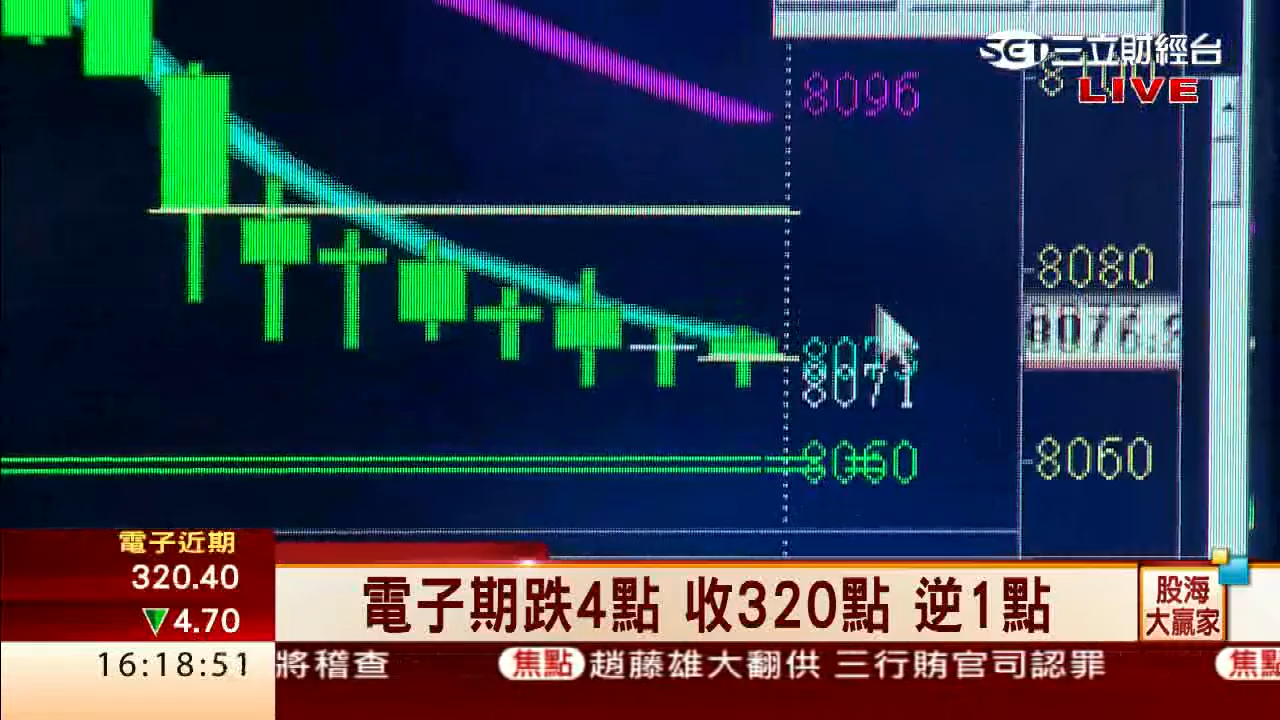 SET三立財經台
LIVE
8096
8080
8071
8060
8060
電子近期
320.40
▼4.70
電子期跌4點 收320點 逆1點
股海
大贏家
16:18:51
將稽查 焦點 趙藤雄大翻供 三行賄官司認罪 焦點